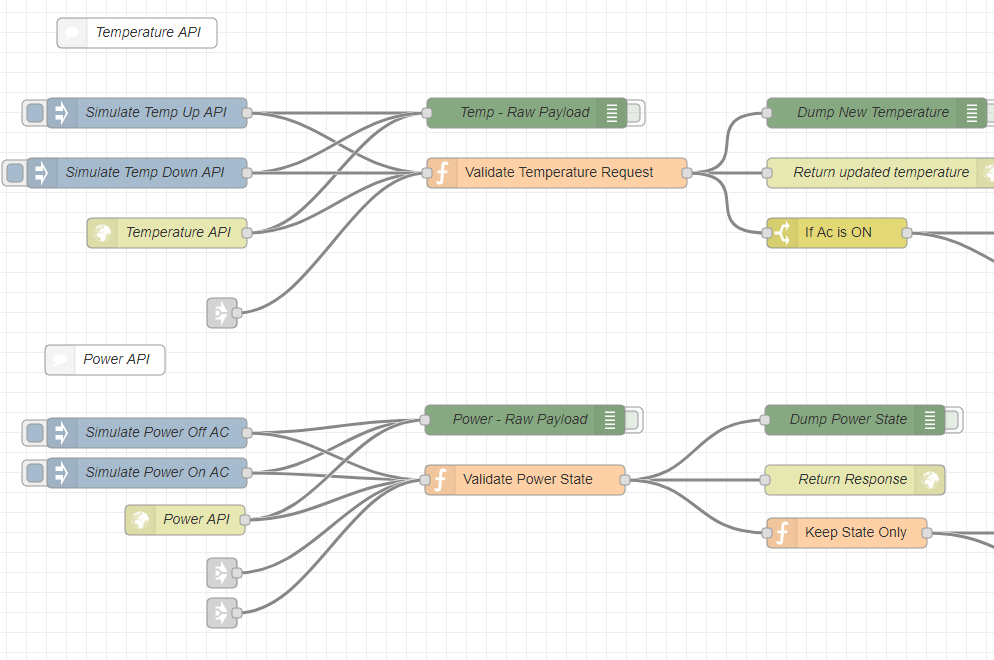 Temperature API
Simulate Temp Up API
Temp - Raw Payload
Dump New Temperature
Simulate Temp Down API
Validate Temperature Request
Return updated temperature
Temperature API
If Ac is ON
Power API
Simulate Power Off AC
Power - Raw Payload
Dump Power State
Simulate Power On AC
Validate Power State
Return Response
Power API
Keep State Only